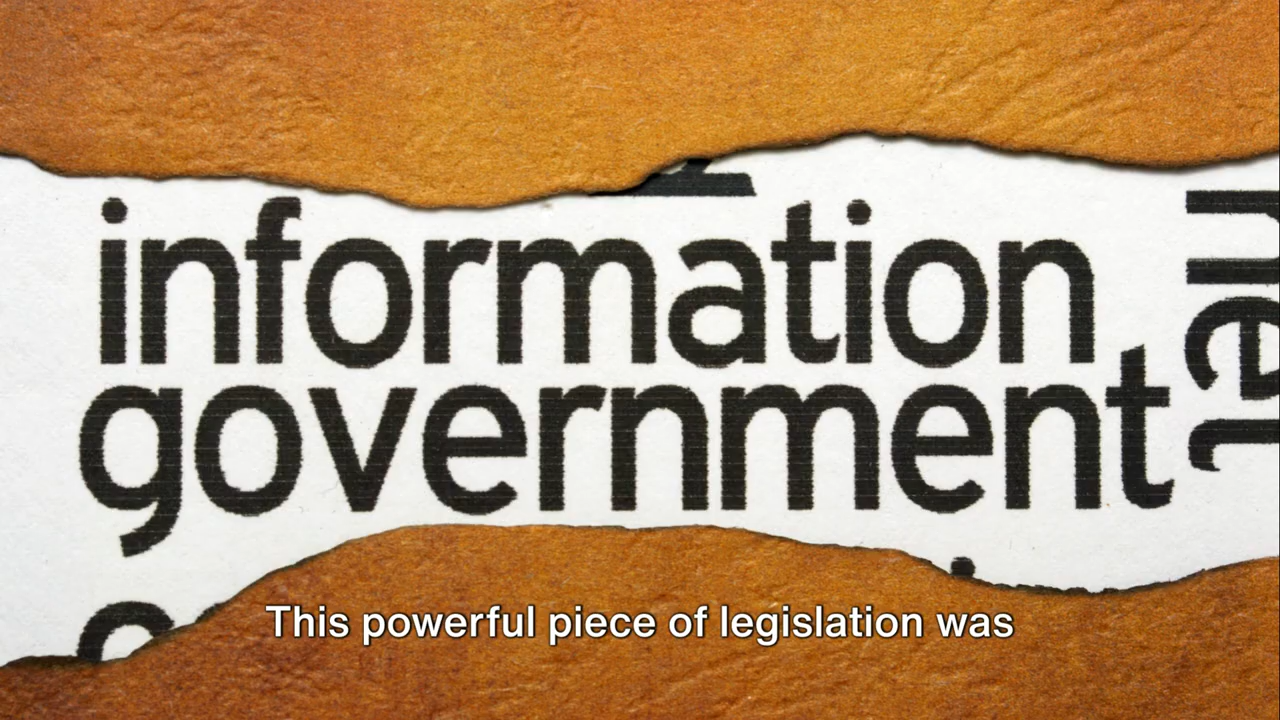 information
government
This powerful piece of legislation was